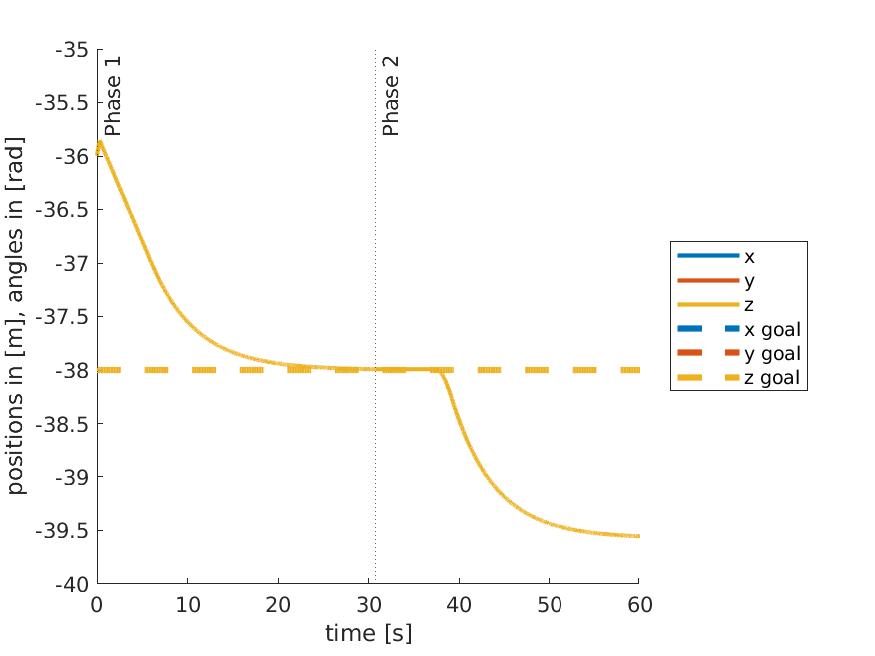 -35
-35.5
-36
-36.5
-37
-37.5
-38
-38.5
-39
-39.5
-40
positions in [m], angles in [rad]
Phase 1
Phase 2
0 10 20 30 40 50 60
time [s]
x
y
z
x goal
y goal
z goal